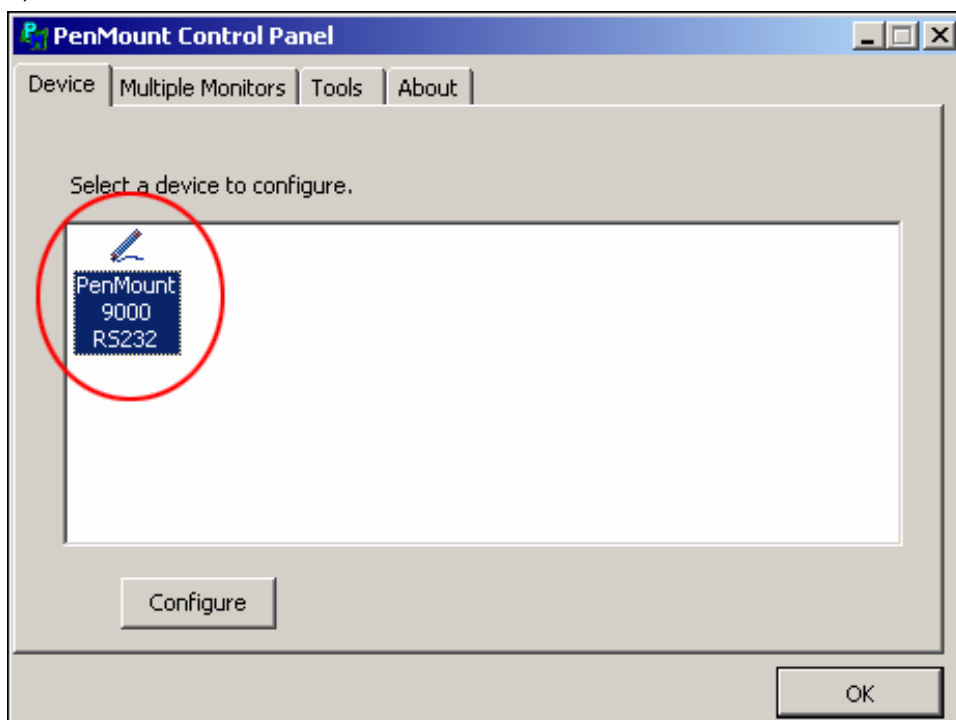 PenMount Control Panel
Device Multiple Monitors Tools About
Select a device to configure.
PenMount
9000
RS232
Configure
OK